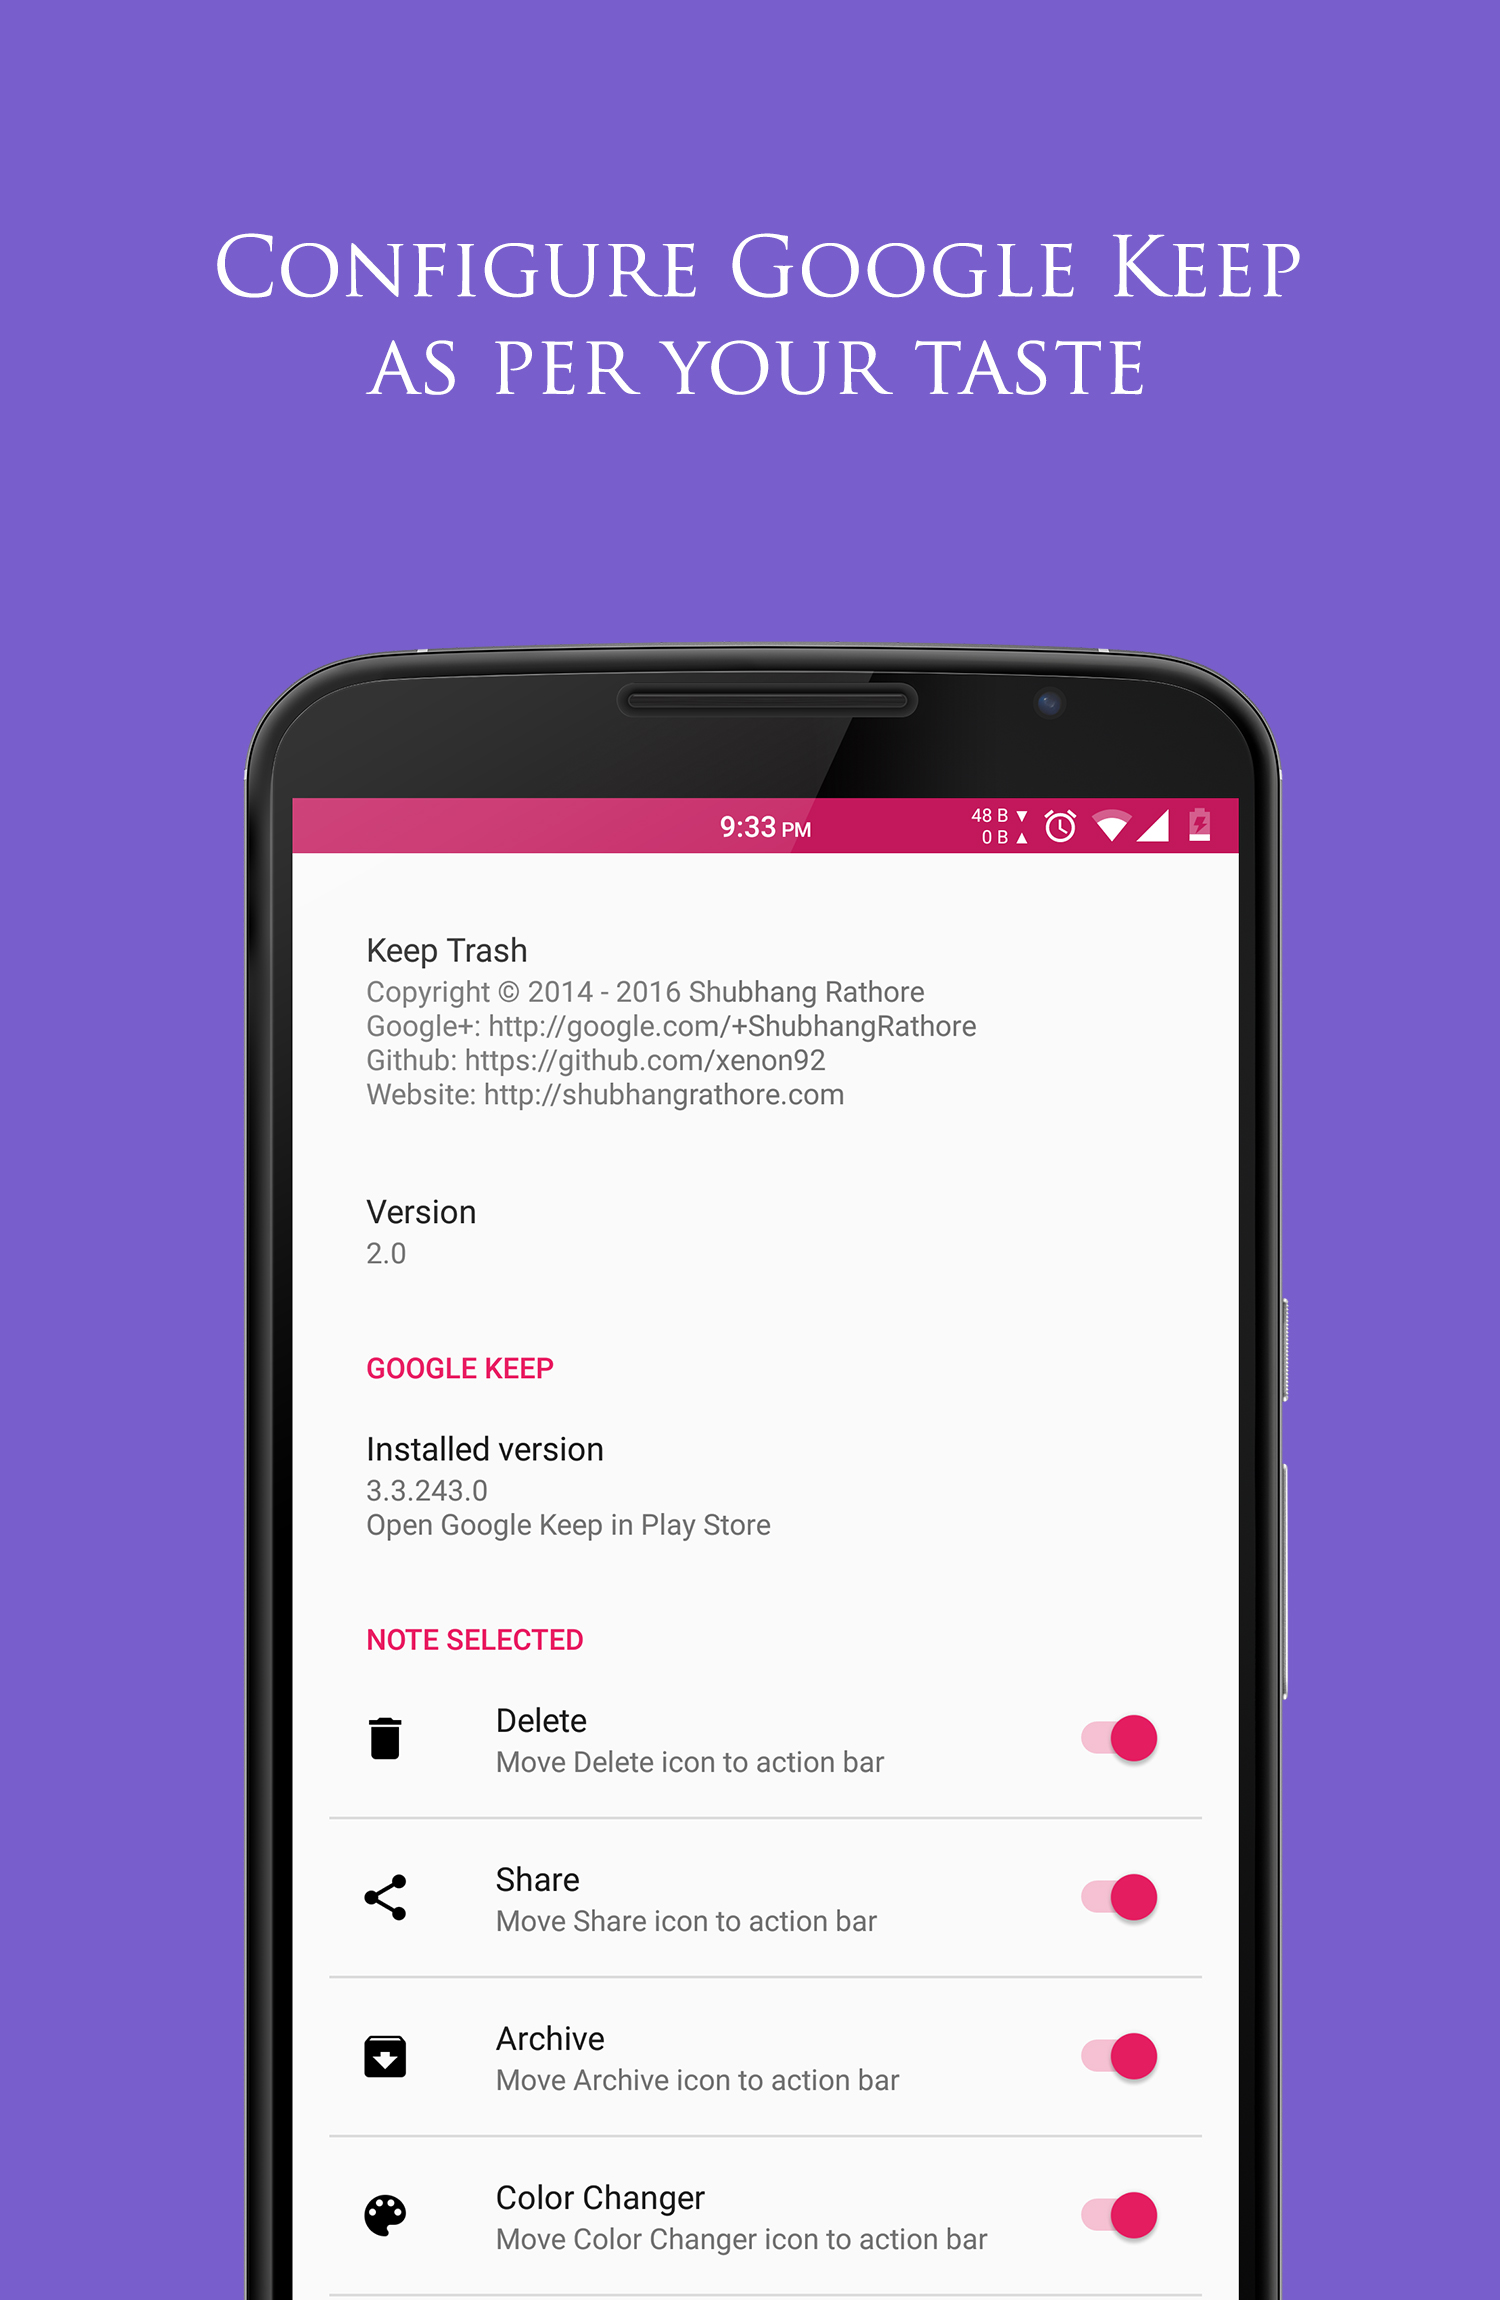 Configure Google Keep
as per your taste
9:33 PM
48 B ▼
0 B ▲
Keep Trash
Copyright © 2014 - 2016 Shubhang Rathore
Google+: http://google.com/+ShubhangRathore
Github: https://github.com/xenon92
Website: http://shubhangrathore.com
Version
2.0
GOOGLE KEEP
Installed version
3.3.243.0
Open Google Keep in Play Store
NOTE SELECTED
Delete
Move Delete icon to action bar
Share
Move Share icon to action bar
Archive
Move Archive icon to action bar
Color Changer
Move Color Changer icon to action bar